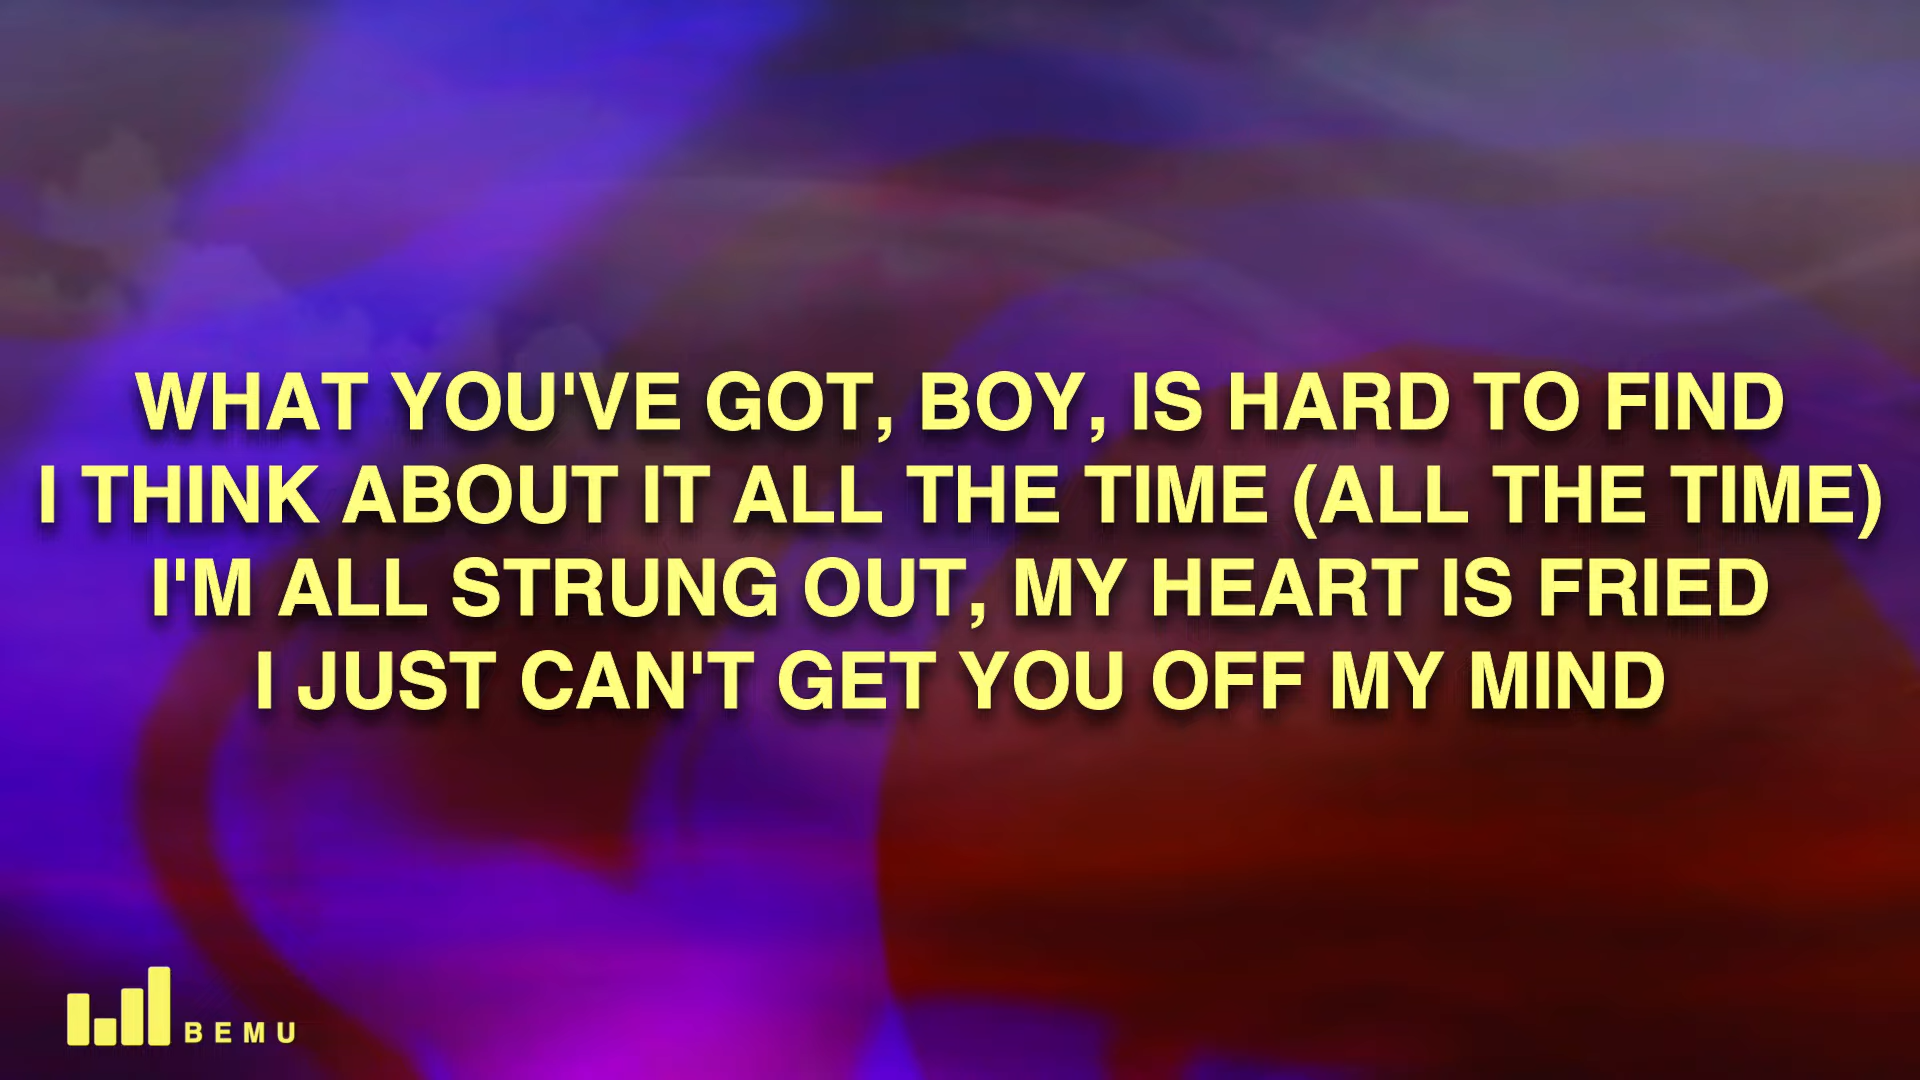 WHAT YOU'VE GOT, BOY, IS HARD TO FIND
I THINK ABOUT IT ALL THE TIME (ALL THE TIME)
I'M ALL STRUNG OUT, MY HEART IS FRIED
I JUST CAN'T GET YOU OFF MY MIND
BEMU